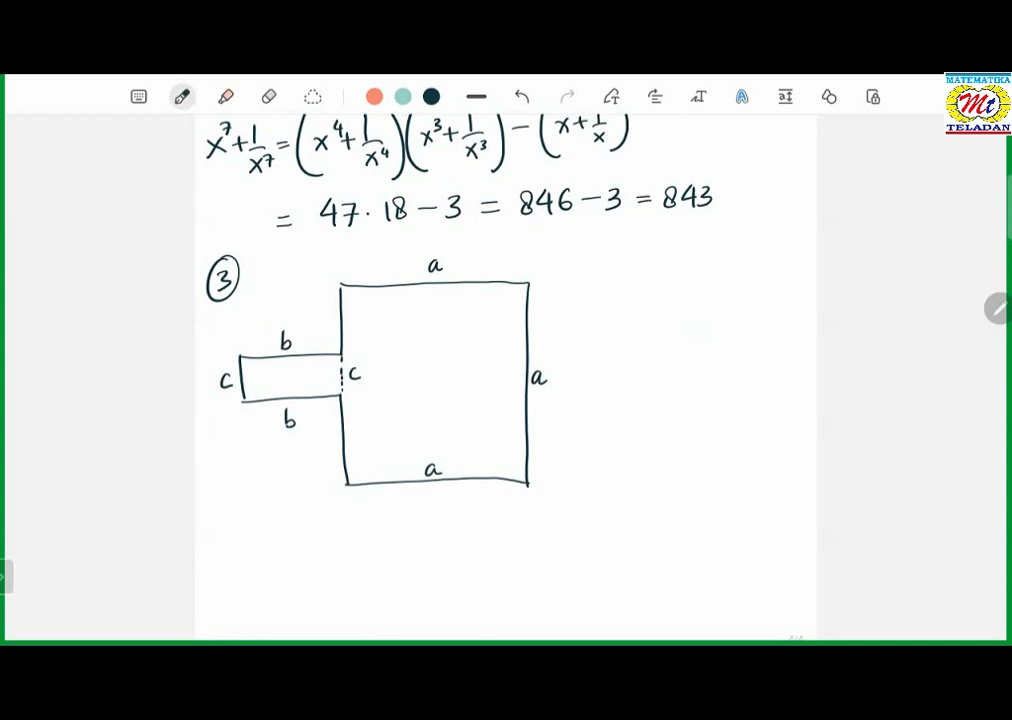 MATEMATIKA
Mt
TELADAN
x⁷ + 1/x⁷ = (x⁴ + 1/x⁴)(x³ + 1/x³) − (x + 1/x)
= 47 · 18 − 3 = 846 − 3 = 843
③
a
b
c
c
a
b
a